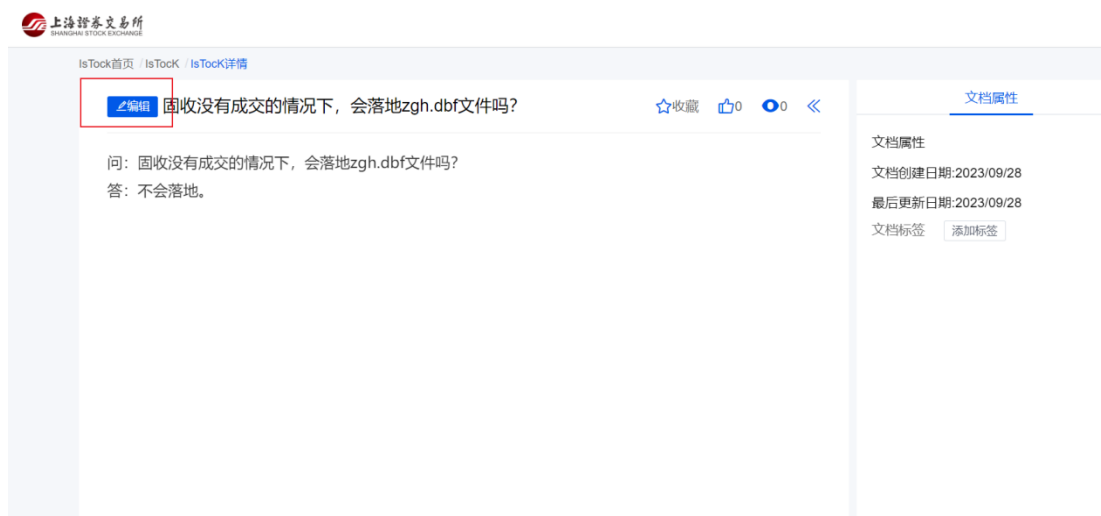 上海證券交易所
SHANGHAI STOCK EXCHANGE
IsTock首页 / IsTocK / IsTocK详情
编辑 固收没有成交的情况下，会落地zgh.dbf文件吗？ 收藏 0 0
文档属性
问：固收没有成交的情况下，会落地zgh.dbf文件吗？
答：不会落地。
文档属性
文档创建日期:2023/09/28
最后更新日期:2023/09/28
文档标签 添加标签